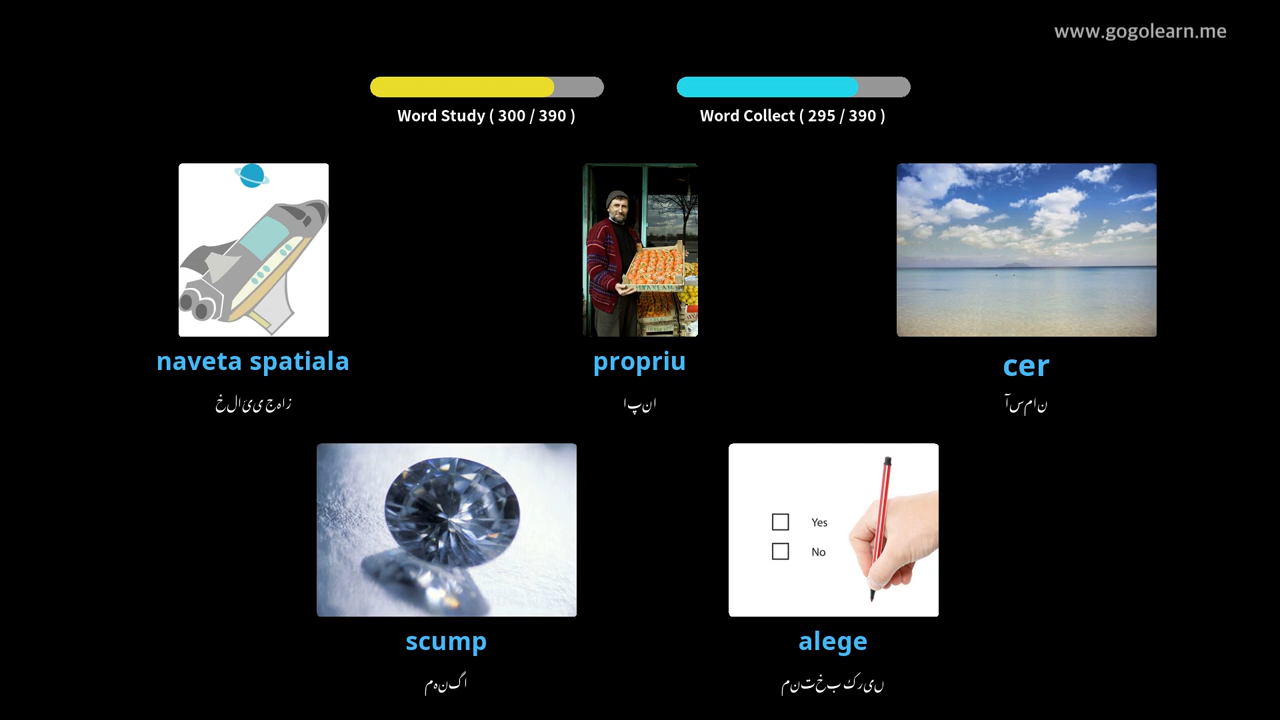 www.gogolearn.me
Word Study ( 300 / 390 )
Word Collect ( 295 / 390 )
naveta spatiala
زاہج یئالخ
propriu
انپا
cer
نامسآ
scump
اگنہم
Yes
No
alege
ںیرک بختنم